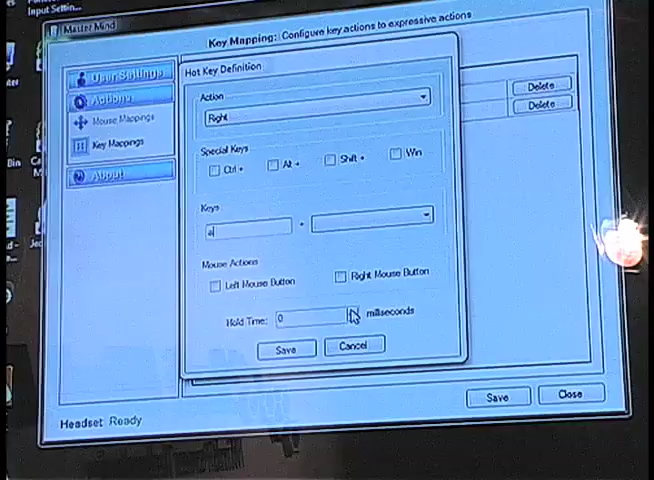 Input Settin...
Master Mind
Key Mapping: Configure key actions to expressive actions
User Settings
Actions
Mouse Mappings
Key Mappings
About
Hot Key Definition
Action
Right
Special Keys
Ctrl +
Alt +
Shift +
Win
Keys
a
+
Mouse Actions
Left Mouse Button
Right Mouse Button
Hold Time: 0 milliseconds
Save
Cancel
Delete
Delete
Save
Close
Headset Ready
Bin